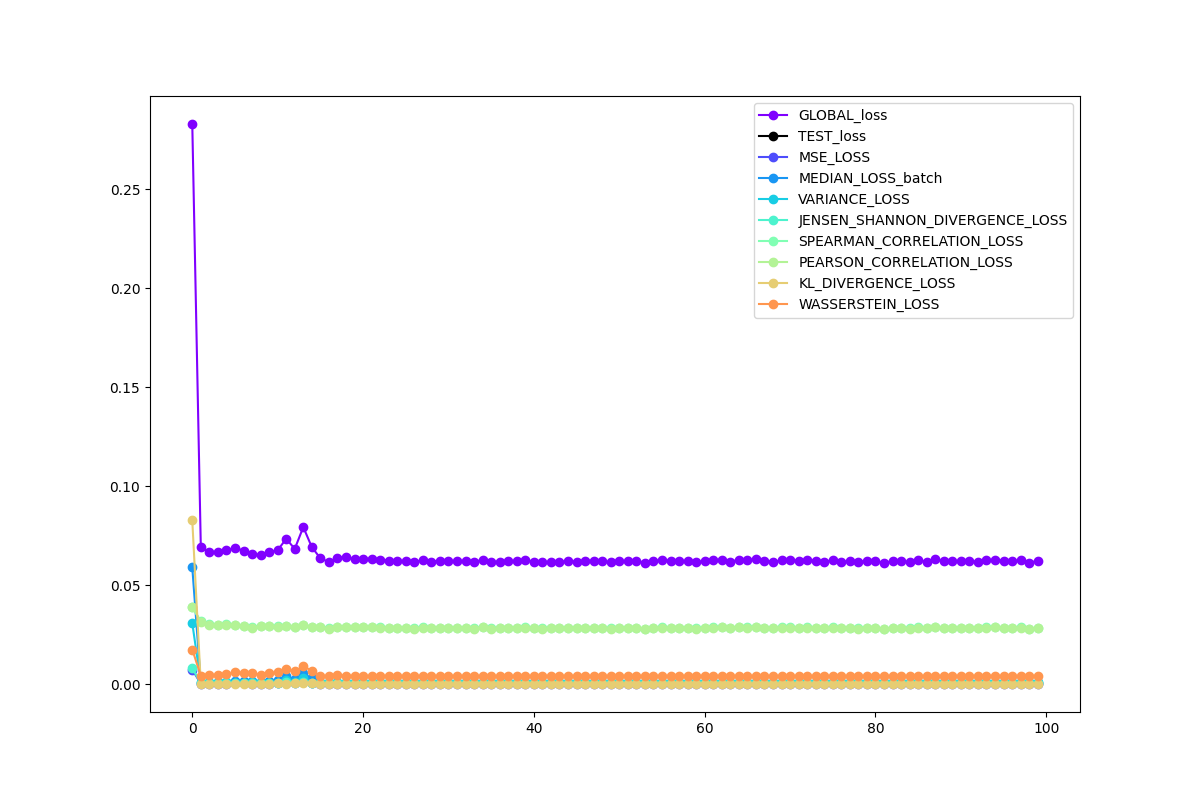 GLOBAL_loss
TEST_loss
MSE_LOSS
MEDIAN_LOSS_batch
VARIANCE_LOSS
JENSEN_SHANNON_DIVERGENCE_LOSS
SPEARMAN_CORRELATION_LOSS
PEARSON_CORRELATION_LOSS
KL_DIVERGENCE_LOSS
WASSERSTEIN_LOSS
0.25
0.20
0.15
0.10
0.05
0.00
0 20 40 60 80 100